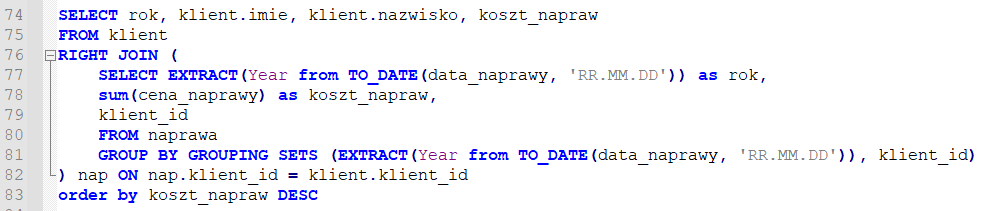 74 SELECT rok, klient.imie, klient.nazwisko, koszt_napraw
75 FROM klient
76 RIGHT JOIN (
77 SELECT EXTRACT(Year from TO_DATE(data_naprawy, 'RR.MM.DD')) as rok,
78 sum(cena_naprawy) as koszt_napraw,
79 klient_id
80 FROM naprawa
81 GROUP BY GROUPING SETS (EXTRACT(Year from TO_DATE(data_naprawy, 'RR.MM.DD')), klient_id)
82 ) nap ON nap.klient_id = klient.klient_id
83 order by koszt_napraw DESC